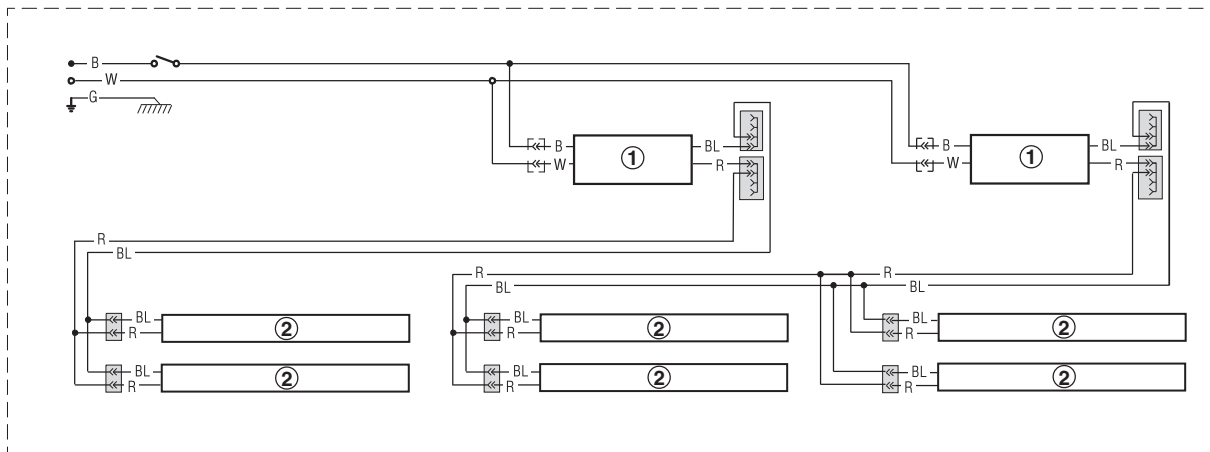 B
W
G
B BL B BL
① ①
W R W R
R
BL
R R
BL BL
BL BL BL
② ② ②
R R R
BL BL BL
② ② ②
R R R